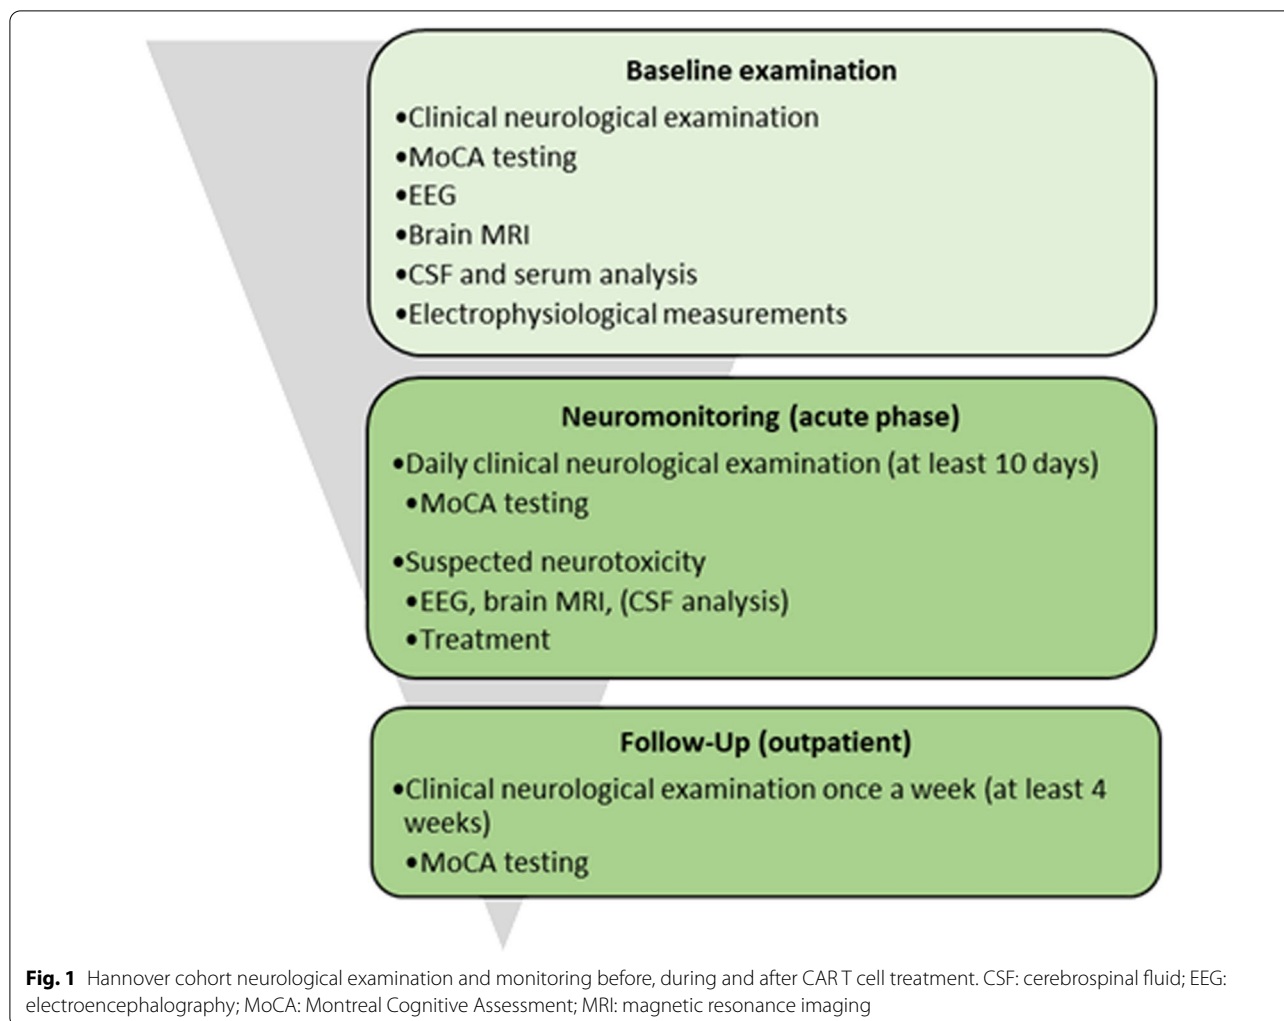 Baseline examination
•Clinical neurological examination
•MoCA testing
•EEG
•Brain MRI
•CSF and serum analysis
•Electrophysiological measurements
Neuromonitoring (acute phase)
•Daily clinical neurological examination (at least 10 days)
•MoCA testing
•Suspected neurotoxicity
•EEG, brain MRI, (CSF analysis)
•Treatment
Follow-Up (outpatient)
•Clinical neurological examination once a week (at least 4
weeks)
•MoCA testing
Fig. 1 Hannover cohort neurological examination and monitoring before, during and after CAR T cell treatment. CSF: cerebrospinal fluid; EEG:
electroencephalography; MoCA: Montreal Cognitive Assessment; MRI: magnetic resonance imaging